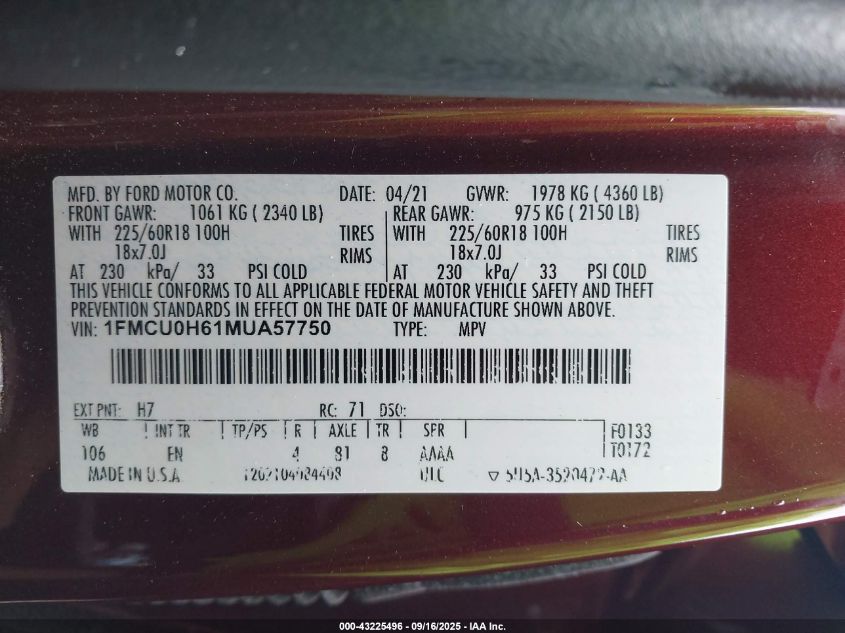 MFD. BY FORD MOTOR CO. DATE: 04/21 GVWR: 1978 KG ( 4360 LB)
FRONT GAWR: 1061 KG ( 2340 LB) REAR GAWR: 975 KG ( 2150 LB)
WITH 225/60R18 100H TIRES WITH 225/60R18 100H TIRES
18x7.0J RIMS 18x7.0J RIMS
AT 230 kPa/ 33 PSI COLD AT 230 kPa/ 33 PSI COLD
THIS VEHICLE CONFORMS TO ALL APPLICABLE FEDERAL MOTOR VEHICLE SAFETY AND THEFT
PREVENTION STANDARDS IN EFFECT ON THE DATE OF MANUFACTURE SHOWN ABOVE.
VIN: 1FMCU0H61MUA57750 TYPE: MPV
EXT PNT: H7 RC: 71 DSO:
WB INT TR TP/PS R AXLE TR SPR F0133
106 EN 4 81 8 AAAA T0172
MADE IN U.S.A.
000-43225496 - 09/16/2025 - IAA Inc.